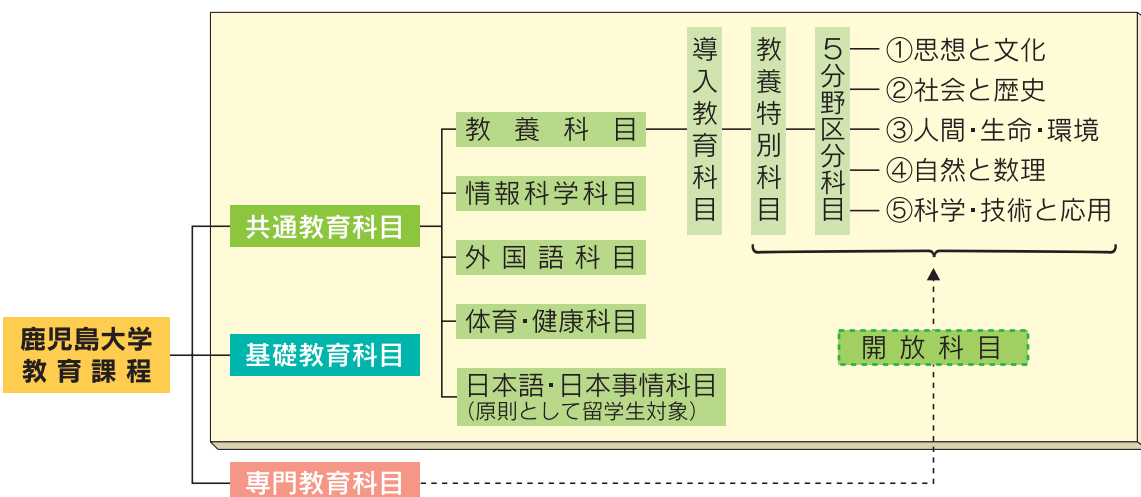 鹿児島大学
教育課程
共通教育科目
基礎教育科目
専門教育科目
教養科目
情報科学科目
外国語科目
体育・健康科目
日本語・日本事情科目
(原則として留学生対象)
導入教育科目
教養特別科目
5分野区分科目
①思想と文化
②社会と歴史
③人間・生命・環境
④自然と数理
⑤科学・技術と応用
開放科目